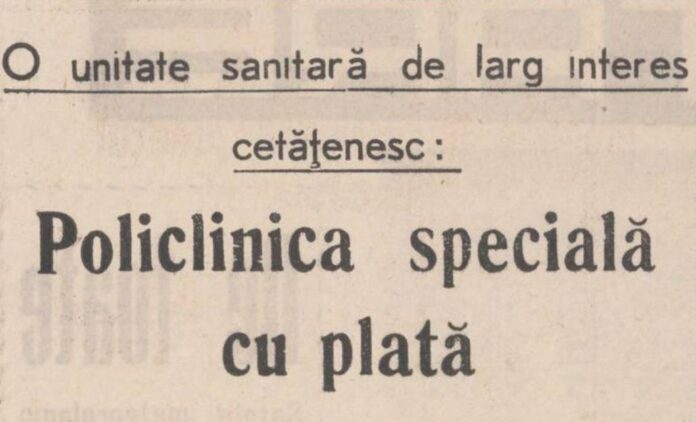 O unitate sanitară de larg interes
cetăţenesc:
Policlinica specială
cu plată